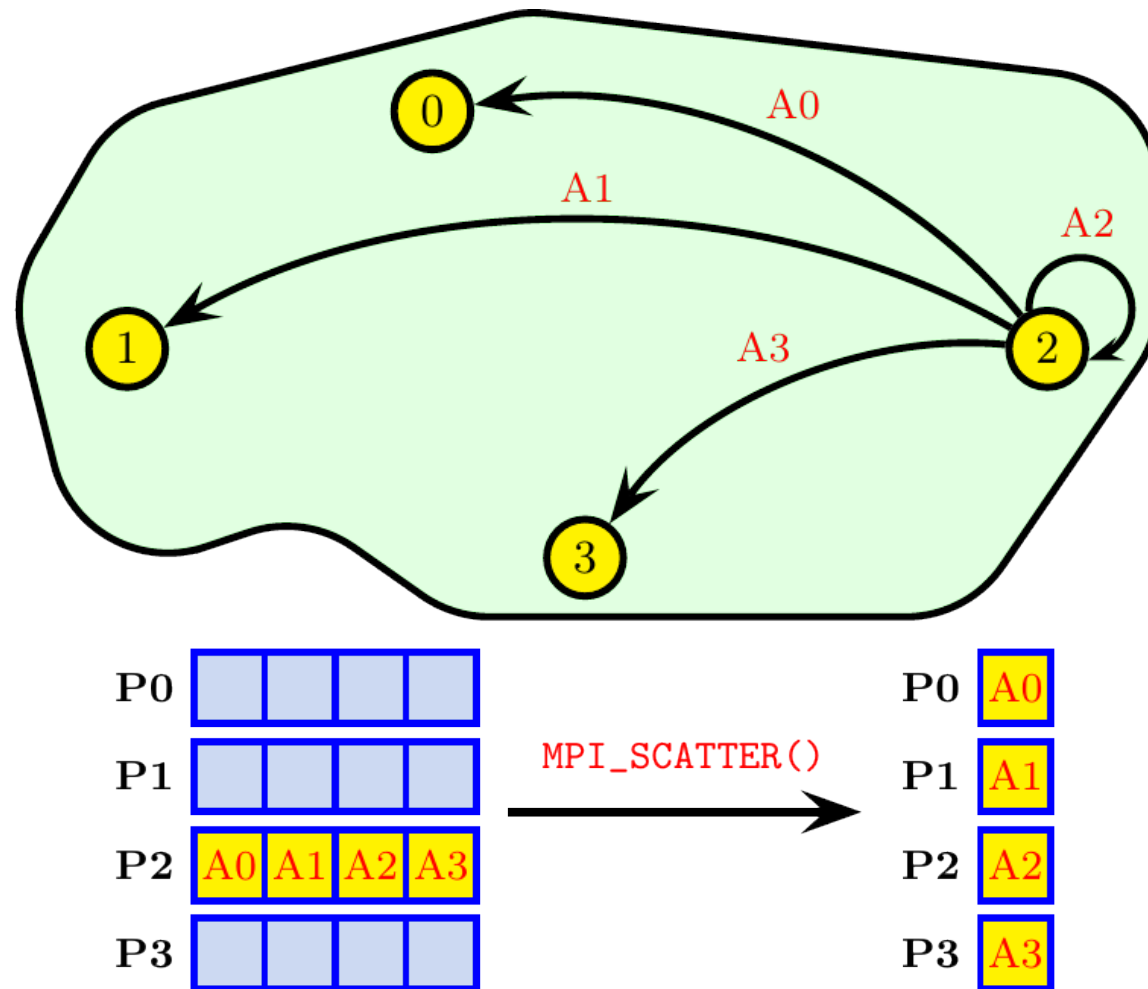 0
A0
A1
A2
1
2
A3
3
P0 P0 A0
P1 MPI_SCATTER() P1 A1
P2 A0 A1 A2 A3 P2 A2
P3 P3 A3